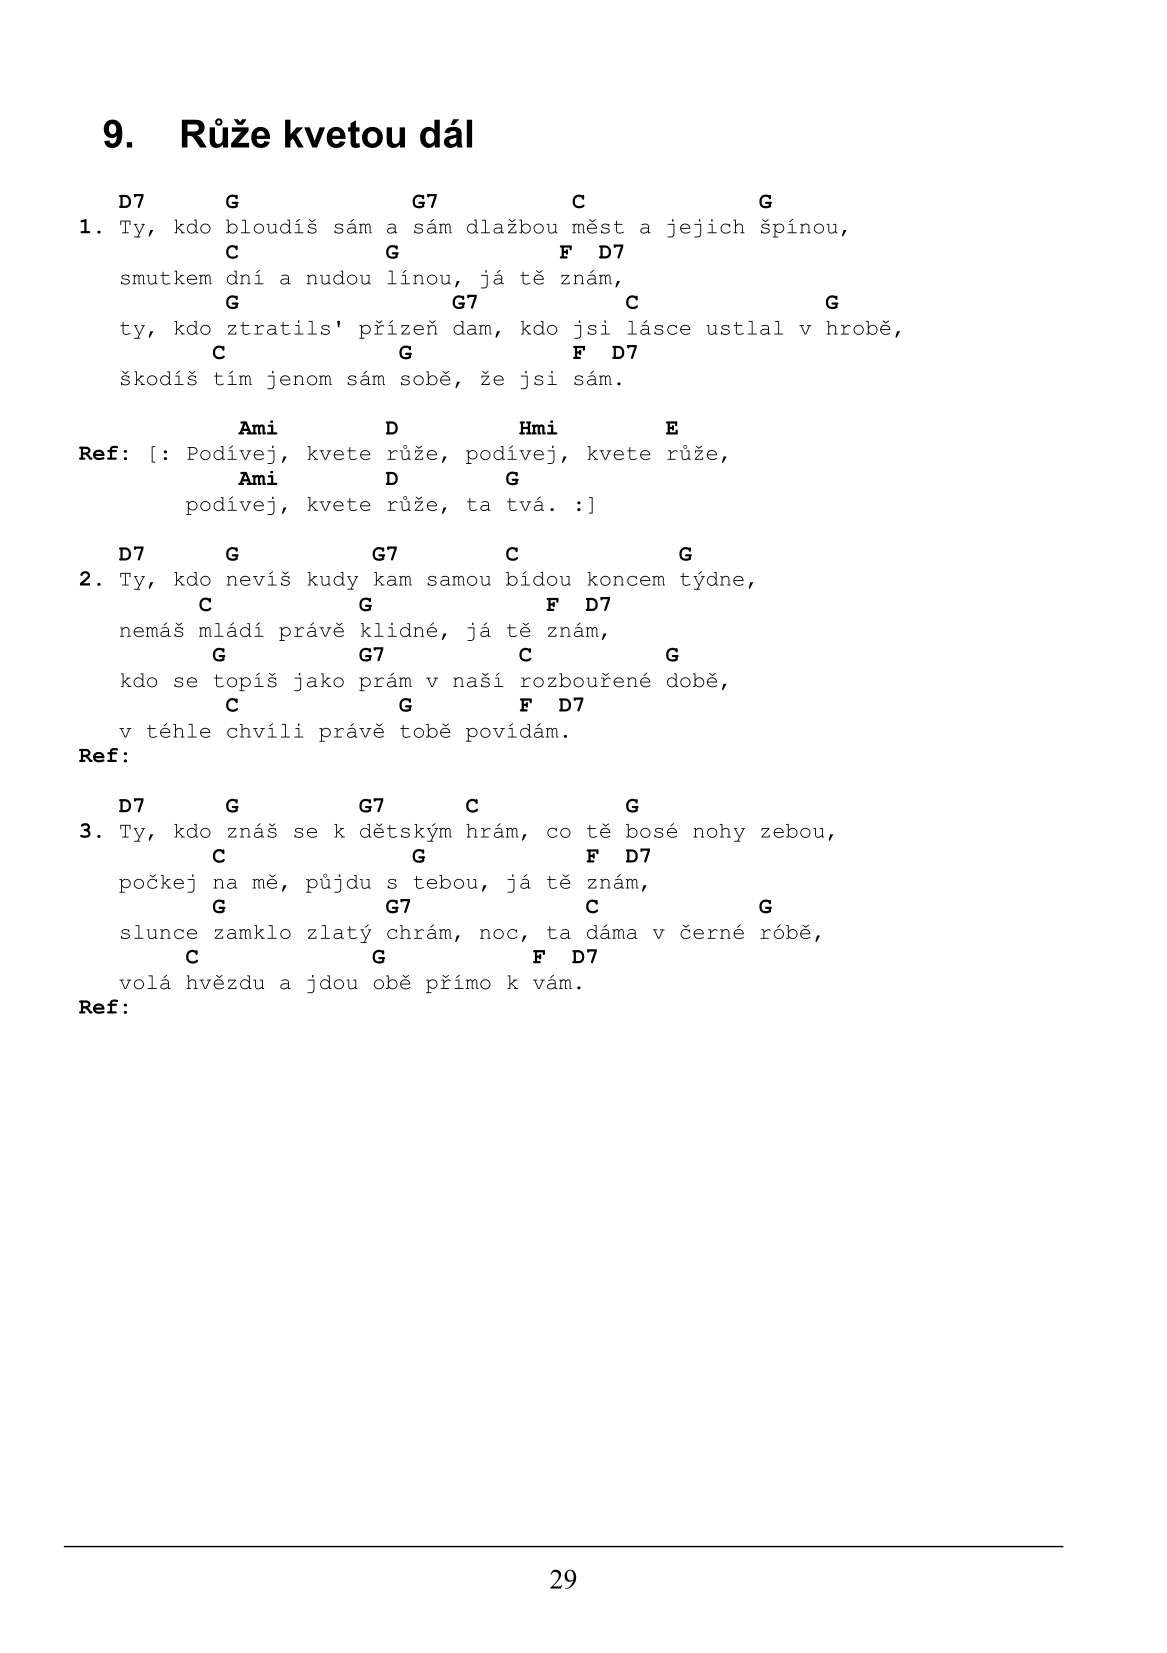 9. Růže kvetou dál
D7 G G7 C G
1. Ty, kdo bloudíš sám a sám dlažbou měst a jejich špínou,
C G F D7
smutkem dní a nudou línou, já tě znám,
G G7 C G
ty, kdo ztratils' přízeň dam, kdo jsi lásce ustlal v hrobě,
C G F D7
škodíš tím jenom sám sobě, že jsi sám.
Ami D Hmi E
Ref: [: Podívej, kvete růže, podívej, kvete růže,
Ami D G
podívej, kvete růže, ta tvá. :]
D7 G G7 C G
2. Ty, kdo nevíš kudy kam samou bídou koncem týdne,
C G F D7
nemáš mládí právě klidné, já tě znám,
G G7 C G
kdo se topíš jako prám v naší rozbouřené době,
C G F D7
v téhle chvíli právě tobě povídám.
Ref:
D7 G G7 C G
3. Ty, kdo znáš se k dětským hrám, co tě bosé nohy zebou,
C G F D7
počkej na mě, půjdu s tebou, já tě znám,
G G7 C G
slunce zamklo zlatý chrám, noc, ta dáma v černé róbě,
C G F D7
volá hvězdu a jdou obě přímo k vám.
Ref:
29